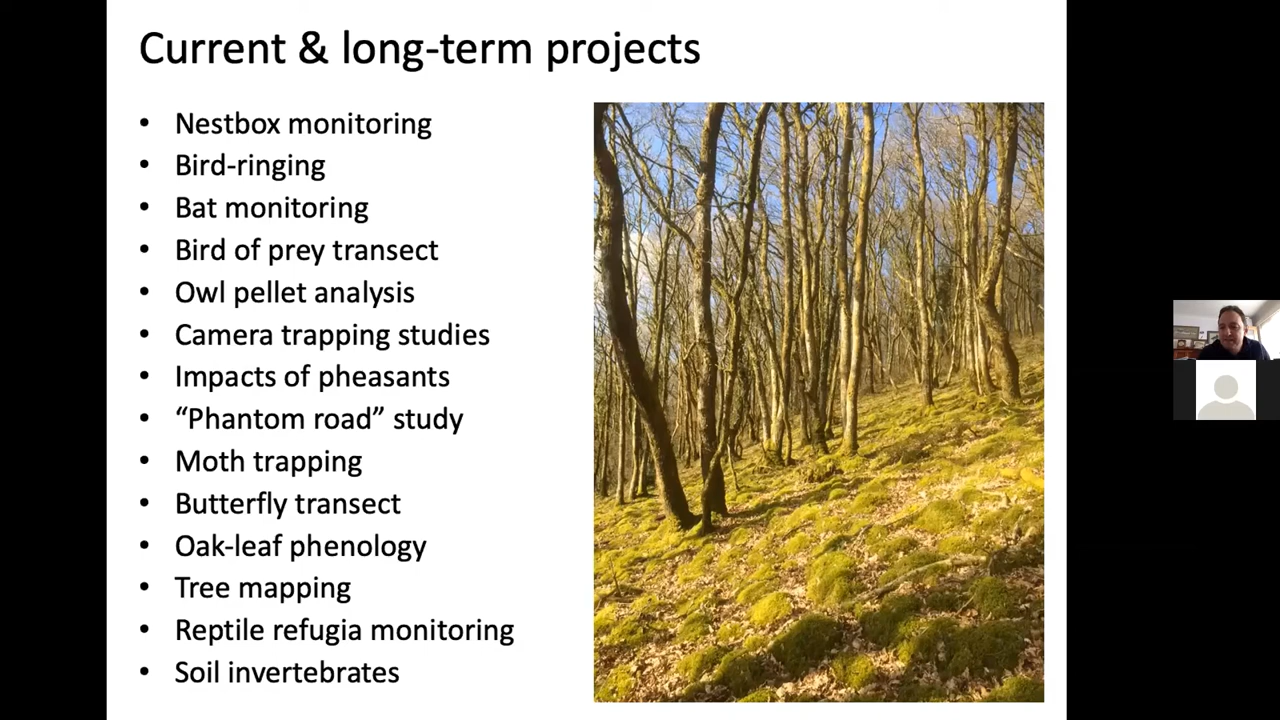 Current & long-term projects
• Nestbox monitoring
• Bird-ringing
• Bat monitoring
• Bird of prey transect
• Owl pellet analysis
• Camera trapping studies
• Impacts of pheasants
• “Phantom road” study
• Moth trapping
• Butterfly transect
• Oak-leaf phenology
• Tree mapping
• Reptile refugia monitoring
• Soil invertebrates